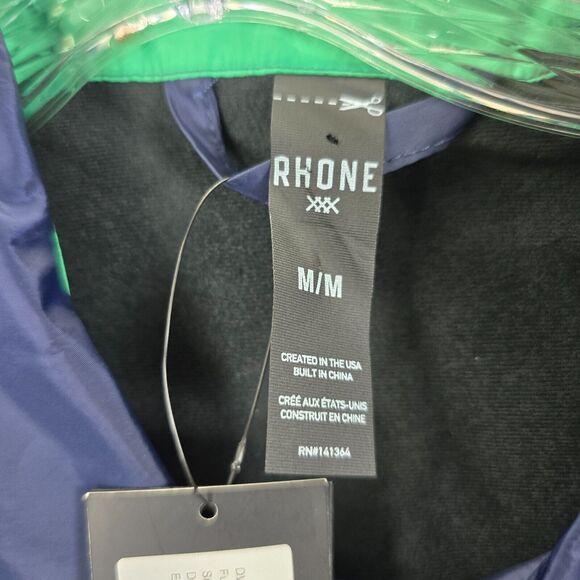 RHONE
M/M
CREATED IN THE USA
BUILT IN CHINA
CRÉÉ AUX ÉTATS-UNIS
CONSTRUIT EN CHINE
RN#141364